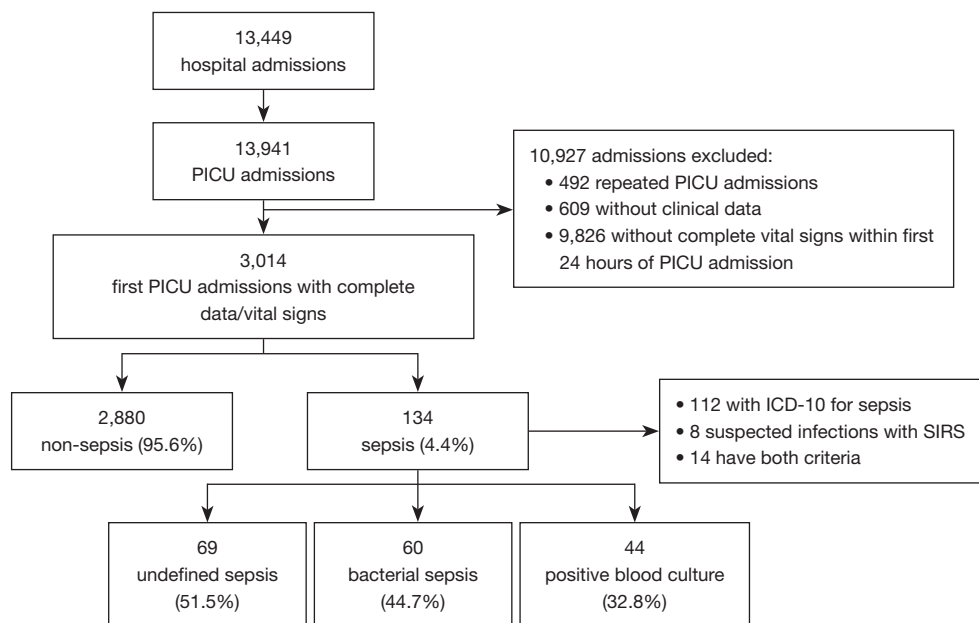 13,449
hospital admissions
13,941
PICU admissions
10,927 admissions excluded:
• 492 repeated PICU admissions
• 609 without clinical data
• 9,826 without complete vital signs within first
24 hours of PICU admission
3,014
first PICU admissions with complete
data/vital signs
2,880
non-sepsis (95.6%)
134
sepsis (4.4%)
• 112 with ICD-10 for sepsis
• 8 suspected infections with SIRS
• 14 have both criteria
69
undefined sepsis
(51.5%)
60
bacterial sepsis
(44.7%)
44
positive blood culture
(32.8%)